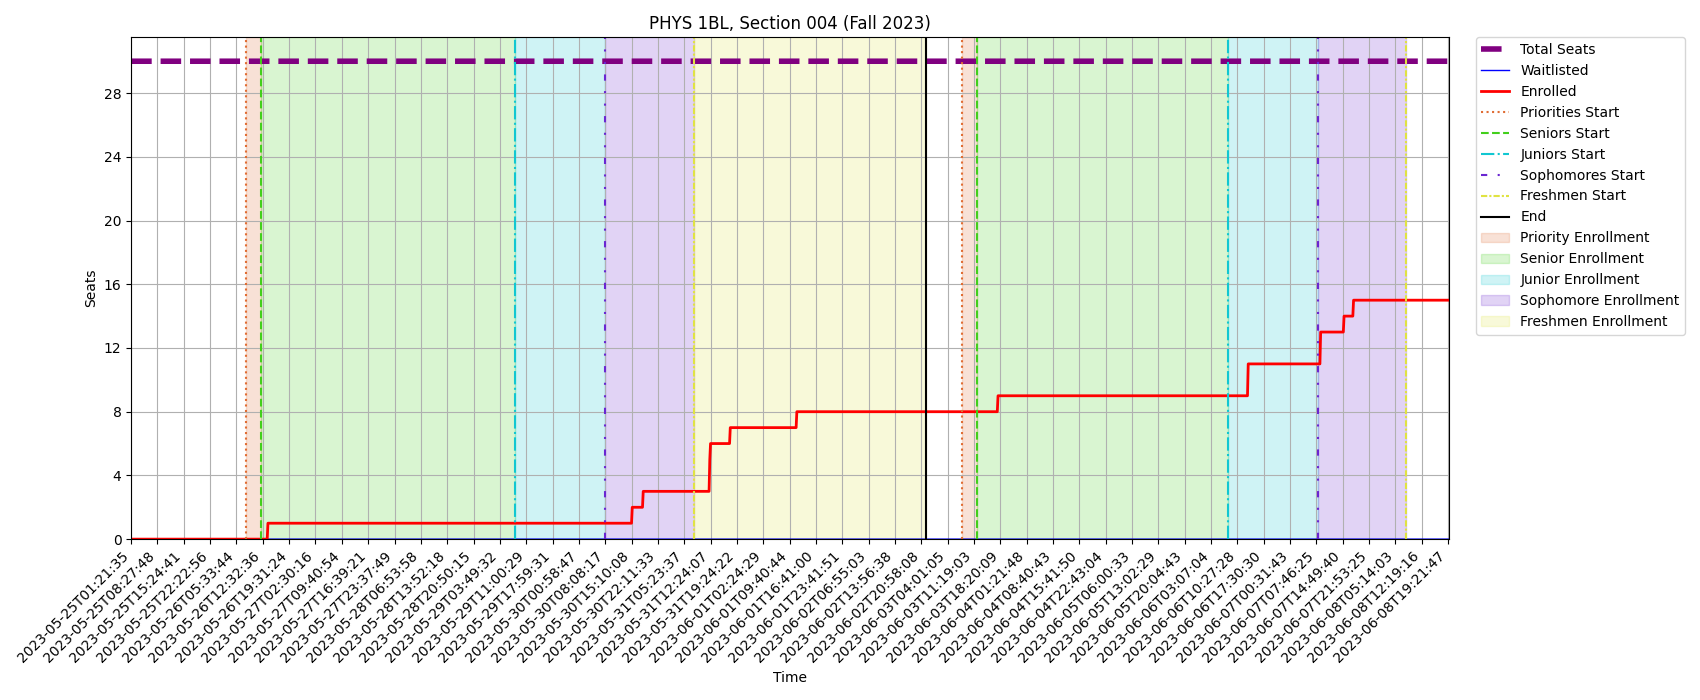 PHYS 1BL, Section 004 (Fall 2023)
Seats
28
24
20
16
12
8
4
0
2023-05-25T01:21:35
2023-05-25T08:27:48
2023-05-25T15:24:41
2023-05-25T22:22:56
2023-05-26T05:33:44
2023-05-26T12:32:36
2023-05-26T19:31:24
2023-05-27T02:30:16
2023-05-27T09:40:54
2023-05-27T16:39:21
2023-05-27T23:37:49
2023-05-28T06:53:58
2023-05-28T13:52:18
2023-05-28T20:50:15
2023-05-29T03:49:32
2023-05-29T11:00:29
2023-05-29T17:59:31
2023-05-30T00:58:47
2023-05-30T08:08:17
2023-05-30T15:10:08
2023-05-30T22:11:33
2023-05-31T05:23:37
2023-05-31T12:24:07
2023-05-31T19:24:22
2023-06-01T02:24:29
2023-06-01T09:40:44
2023-06-01T16:41:00
2023-06-01T23:41:51
2023-06-02T06:55:03
2023-06-02T13:56:38
2023-06-02T20:58:08
2023-06-03T04:01:05
2023-06-03T11:19:03
2023-06-03T18:20:09
2023-06-04T01:21:48
2023-06-04T08:40:43
2023-06-04T15:41:50
2023-06-04T22:43:04
2023-06-05T06:00:33
2023-06-05T13:02:29
2023-06-05T20:04:43
2023-06-06T03:07:04
2023-06-06T10:27:28
2023-06-06T17:30:30
2023-06-07T00:31:43
2023-06-07T07:46:25
2023-06-07T14:49:40
2023-06-07T21:53:25
2023-06-08T05:14:03
2023-06-08T12:19:16
2023-06-08T19:21:47
Time
Total Seats
Waitlisted
Enrolled
Priorities Start
Seniors Start
Juniors Start
Sophomores Start
Freshmen Start
End
Priority Enrollment
Senior Enrollment
Junior Enrollment
Sophomore Enrollment
Freshmen Enrollment